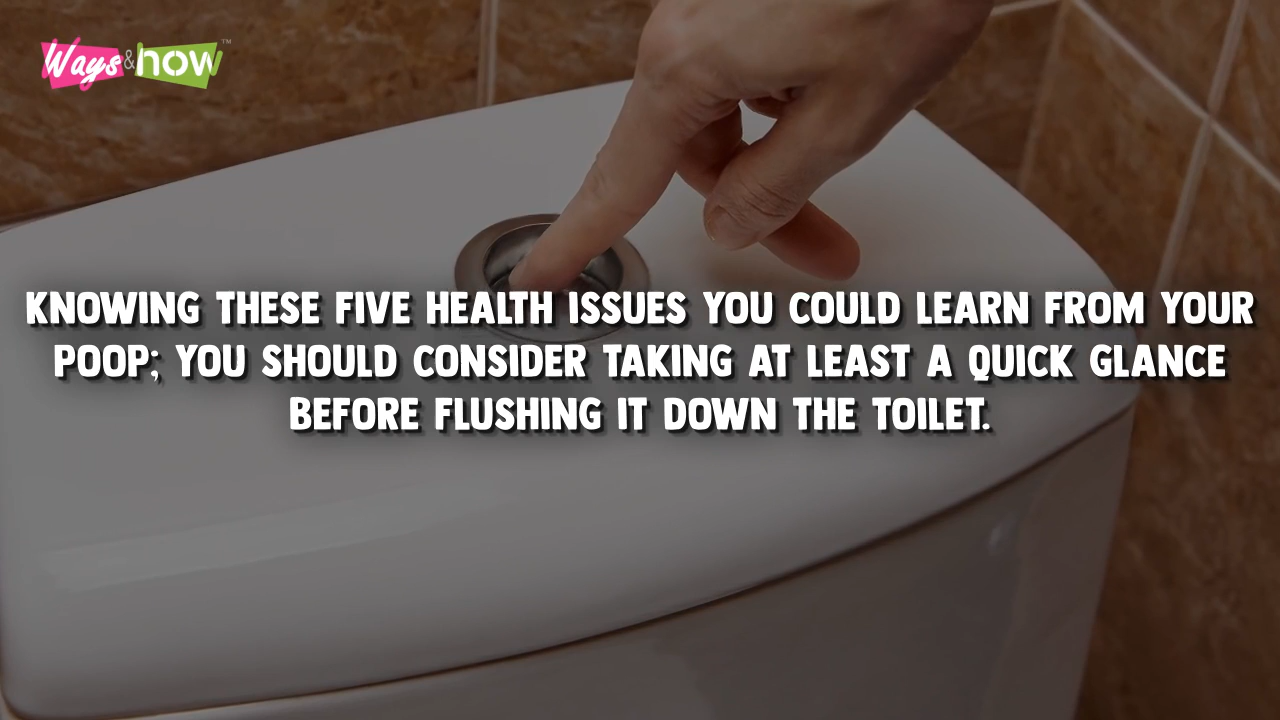 Ways&how™
KNOWING THESE FIVE HEALTH ISSUES YOU COULD LEARN FROM YOUR
POOP; YOU SHOULD CONSIDER TAKING AT LEAST A QUICK GLANCE
BEFORE FLUSHING IT DOWN THE TOILET.